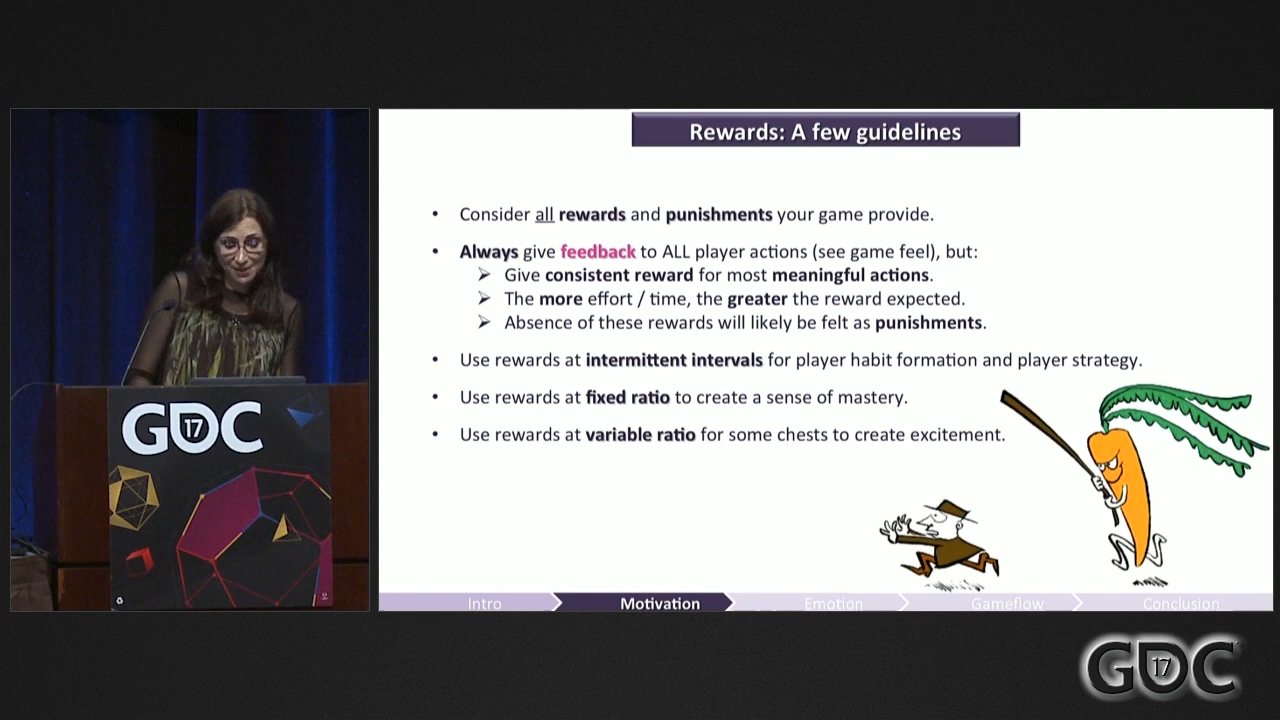 Rewards: A few guidelines
• Consider all rewards and punishments your game provide.
• Always give feedback to ALL player actions (see game feel), but:
➢ Give consistent reward for most meaningful actions.
➢ The more effort / time, the greater the reward expected.
➢ Absence of these rewards will likely be felt as punishments.
• Use rewards at intermittent intervals for player habit formation and player strategy.
• Use rewards at fixed ratio to create a sense of mastery.
• Use rewards at variable ratio for some chests to create excitement.
Intro Motivation Emotion Gameflow Conclusion
GDC 17
GDC 17